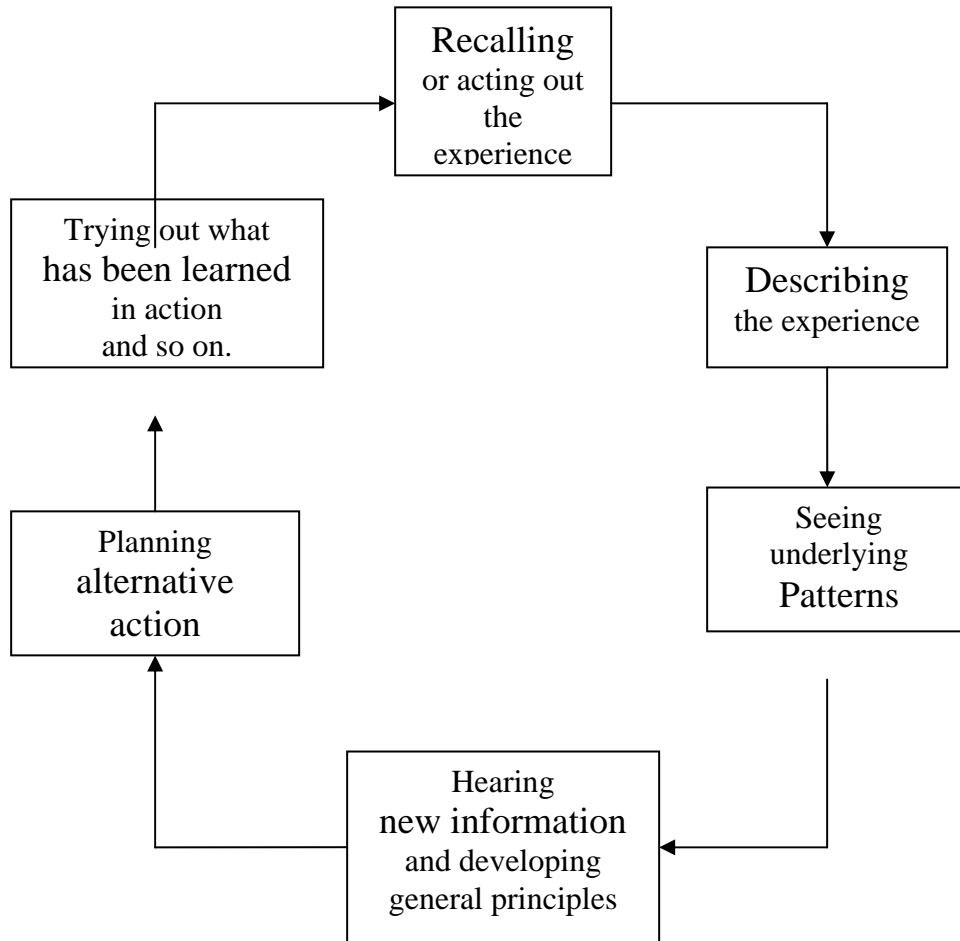 Recalling
or acting out
the
experience
Describing
the experience
Seeing
underlying
Patterns
Hearing
new information
and developing
general principles
Planning
alternative
action
Trying out what
has been learned
in action
and so on.